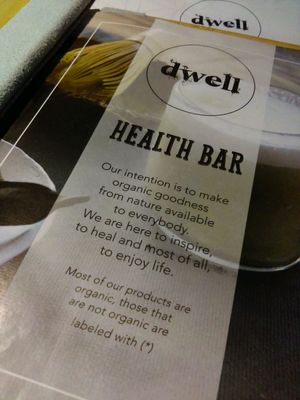 dwell
dwell
HEALTH BAR
Our intention is to make
organic goodness
from nature available
to everybody.
We are here to inspire,
to heal and most of all,
to enjoy life.
Most of our products are
organic, those that
are not organic are
labeled with (*)